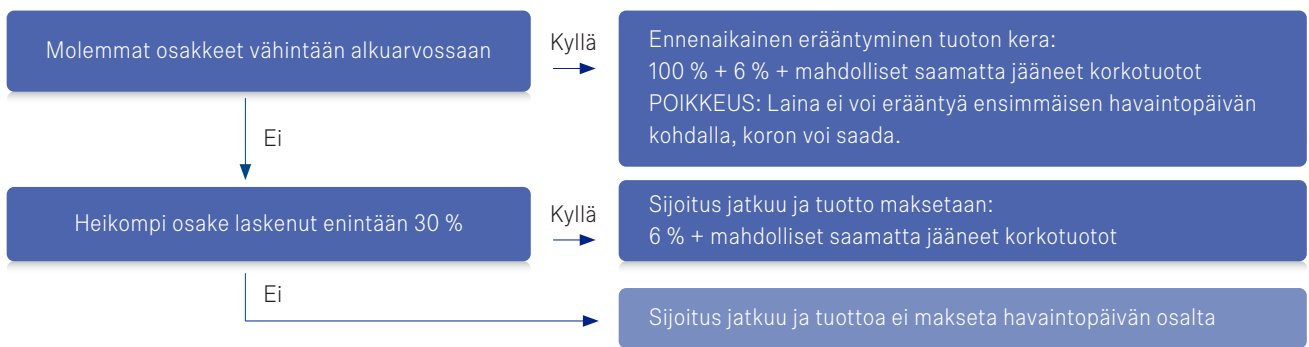 Molemmat osakkeet vähintään alkuarvossaan
Kyllä
Ennenaikainen erääntyminen tuoton kera:
100 % + 6 % + mahdolliset saamatta jääneet korkotuotot
POIKKEUS: Laina ei voi erääntyä ensimmäisen havaintopäivän
kohdalla, koron voi saada.
Ei
Heikompi osake laskenut enintään 30 %
Kyllä
Sijoitus jatkuu ja tuotto maksetaan:
6 % + mahdolliset saamatta jääneet korkotuotot
Ei
Sijoitus jatkuu ja tuottoa ei makseta havaintopäivän osalta